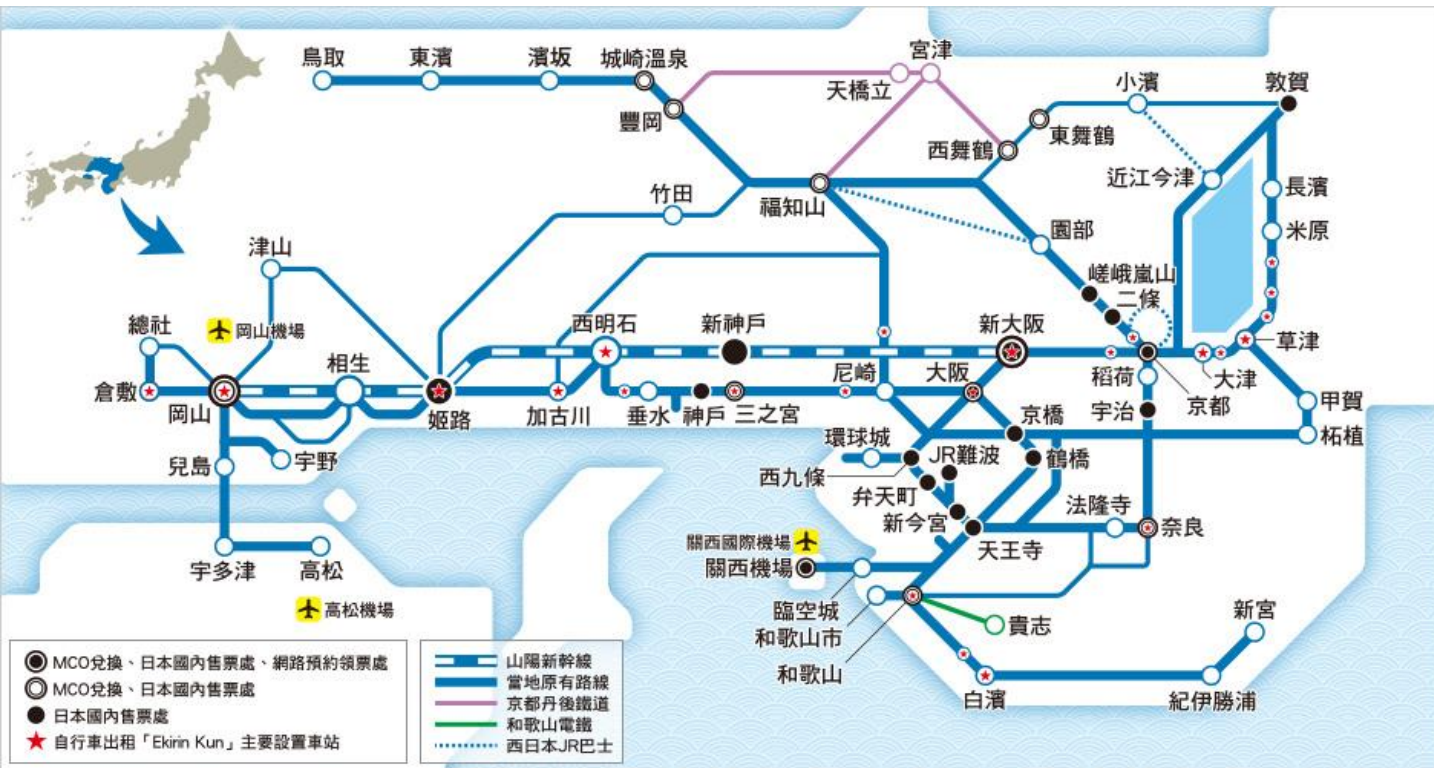 鳥取
東濱
濱坂
城崎溫泉
豐岡
宮津
天橋立
小濱
敦賀
東舞鶴
西舞鶴
近江今津
長濱
米原
竹田
福知山
園部
嵯峨嵐山
二條
津山
總社
岡山機場
西明石
新神戶
新大阪
草津
倉敷
岡山
相生
姬路
加古川
垂水
神戶
三之宮
尼崎
大阪
稻荷
京都
大津
宇治
甲賀
柘植
京橋
環球城
JR難波
鶴橋
西九條
弁天町
新今宮
法隆寺
奈良
天王寺
兒島
宇野
宇多津
高松
高松機場
關西國際機場
關西機場
臨空城
和歌山市
和歌山
貴志
新宮
白濱
紀伊勝浦
MCO兌換、日本國內售票處、網路預約領票處
MCO兌換、日本國內售票處
日本國內售票處
自行車出租「Ekirin Kun」主要設置車站
山陽新幹線
當地原有路線
京都丹後鐵道
和歌山電鐵
西日本JR巴士